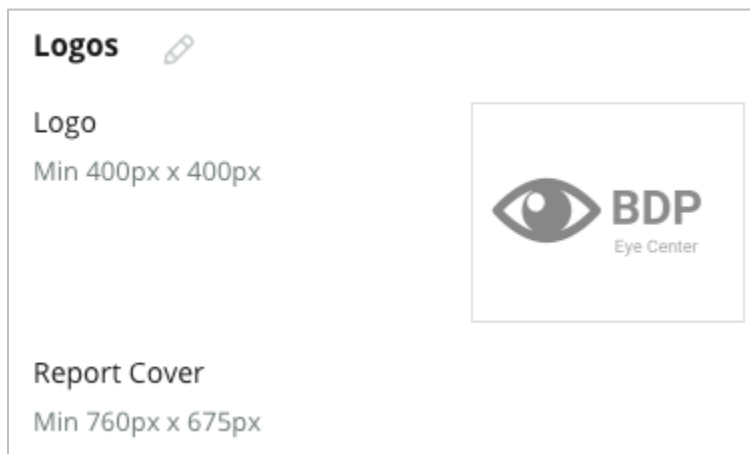 Logos
Logo
Min 400px x 400px
BDP
Eye Center
Report Cover
Min 760px x 675px